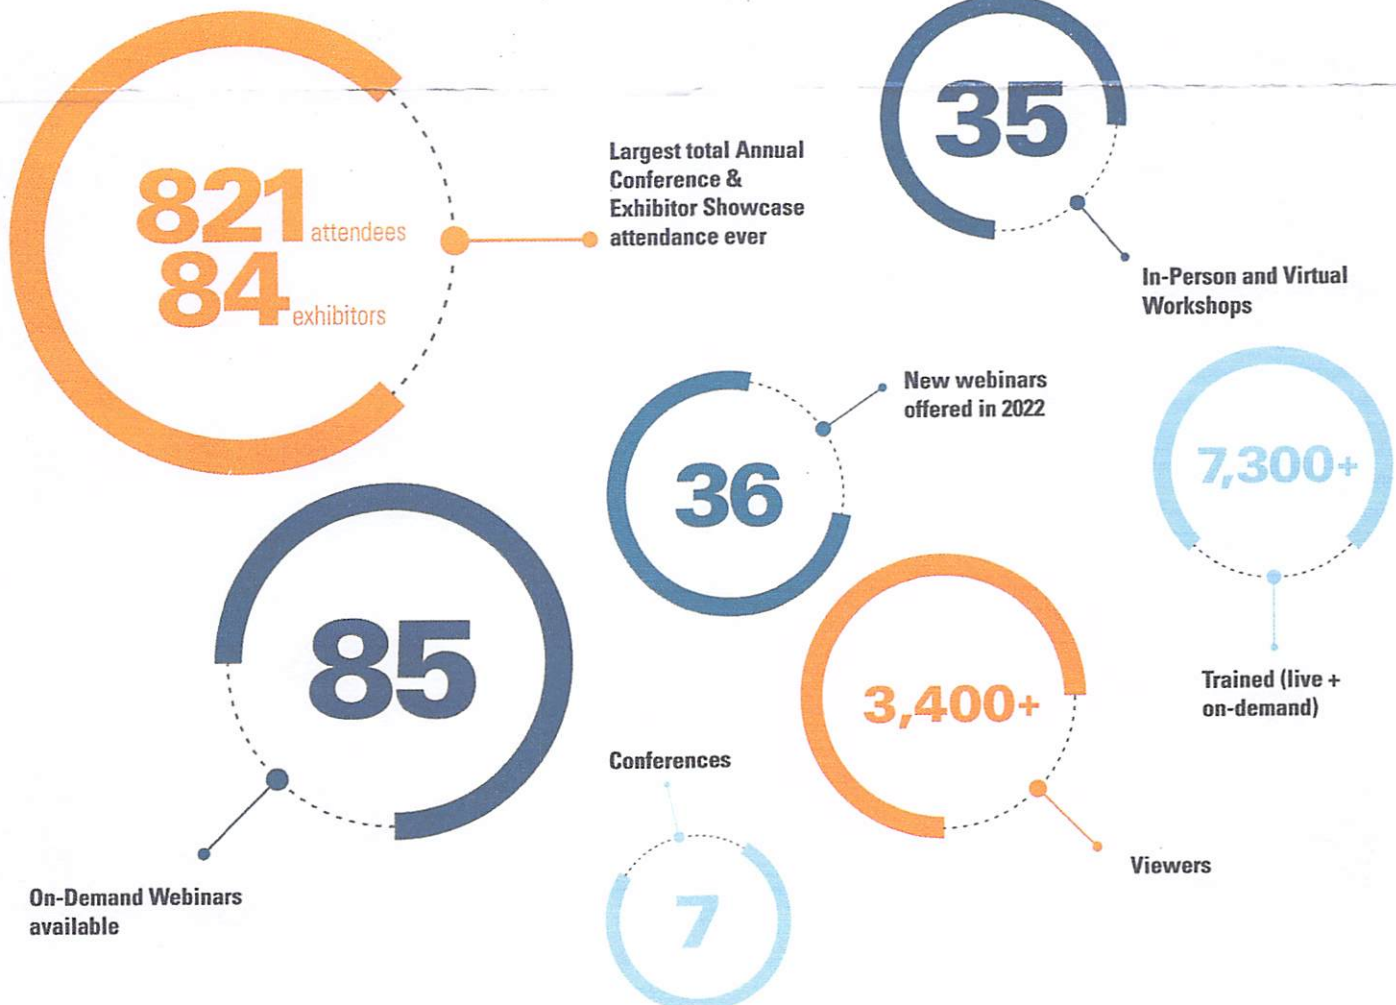 821 attendees
84 exhibitors
Largest total Annual
Conference &
Exhibitor Showcase
attendance ever
35
In-Person and Virtual
Workshops
New webinars
offered in 2022
36
7,300+
Trained (live +
on-demand)
85
On-Demand Webinars
available
3,400+
Viewers
Conferences
7